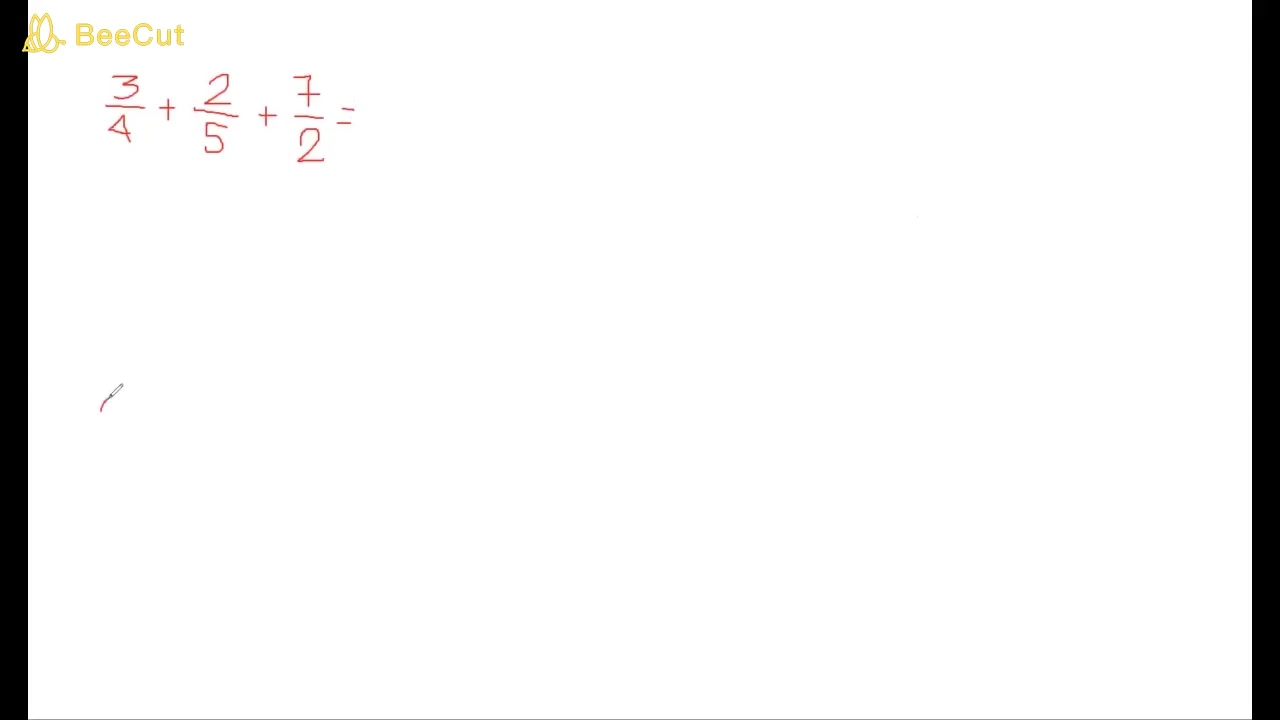 BeeCut
3/4 + 2/5 + 7/2 =